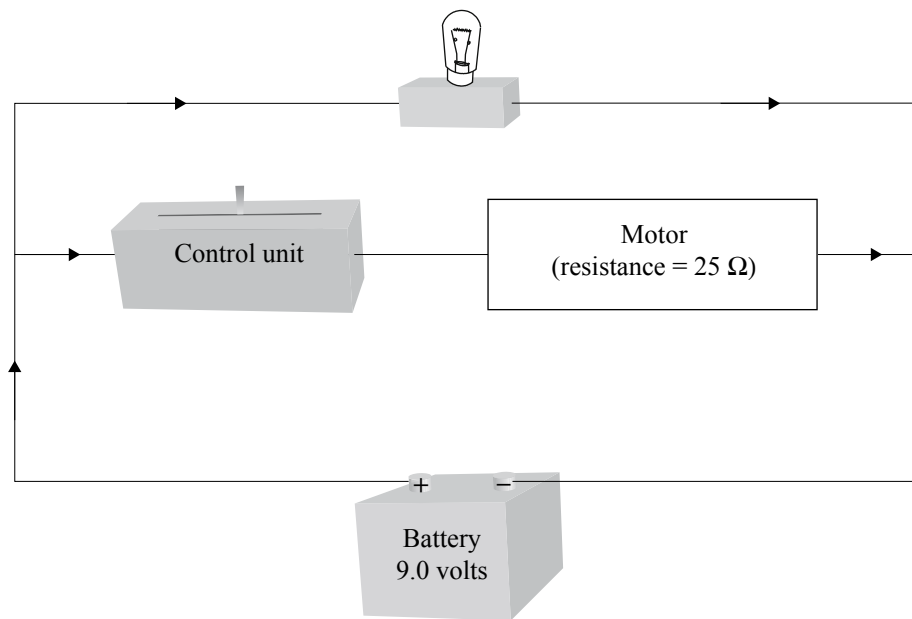 Control unit
Motor
(resistance = 25 Ω)
+ −
Battery
9.0 volts